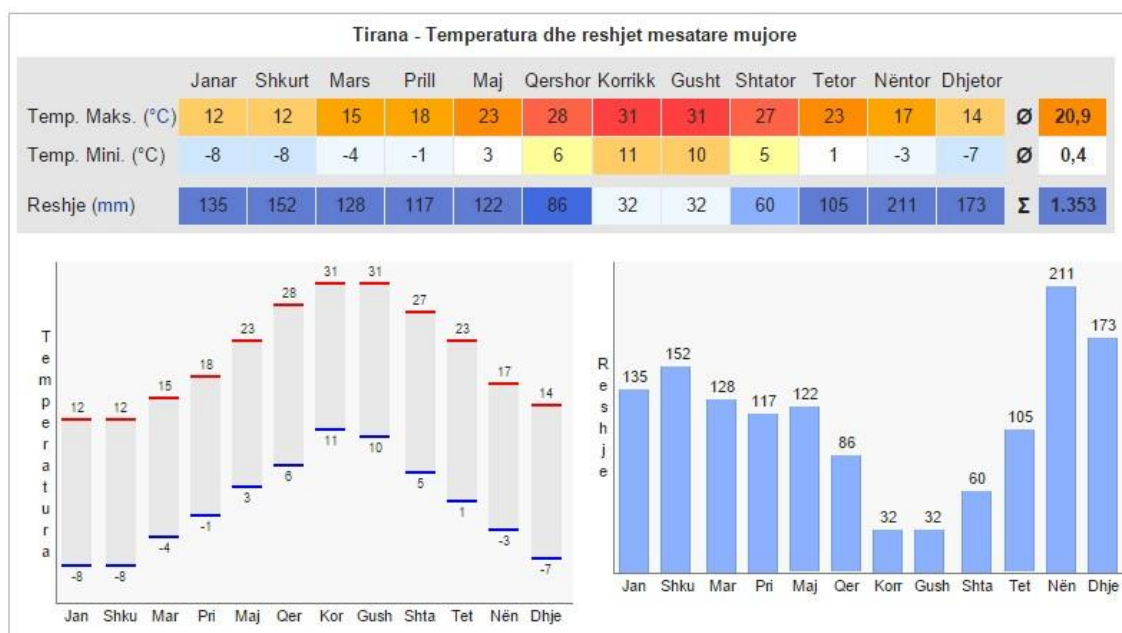 Tirana - Temperatura dhe reshjet mesatare mujore
Janar Shkurt Mars Prill Maj Qershor Korrikk Gusht Shtator Tetor Nëntor Dhjetor
Temp. Maks. (°C) 12 12 15 18 23 28 31 31 27 23 17 14 Ø 20,9
Temp. Mini. (°C) -8 -8 -4 -1 3 6 11 10 5 1 -3 -7 Ø 0,4
Reshje (mm) 135 152 128 117 122 86 32 32 60 105 211 173 Σ 1.353
Temperatura
12 12 15 18 23 28 31 31 27 23 17 14
-8 -8 -4 -1 3 6 11 10 5 1 -3 -7
Jan Shku Mar Pri Maj Qer Kor Gush Shta Tet Nën Dhje
Reshje
135 152 128 117 122 86 32 32 60 105 211 173
Jan Shku Mar Pri Maj Qer Korr Gush Shta Tet Nën Dhje